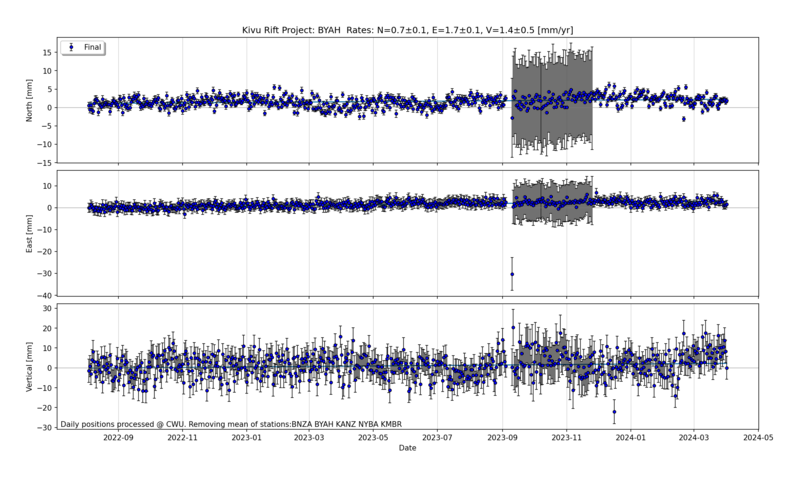 Kivu Rift Project: BYAH  Rates: N=0.7±0.1, E=1.7±0.1, V=1.4±0.5 [mm/yr]
Final
North [mm]
15
10
5
0
−5
−10
−15
East [mm]
10
0
−10
−20
−30
−40
Vertical [mm]
30
20
10
0
−10
−20
−30
Daily positions processed @ CWU. Removing mean of stations:BNZA BYAH KANZ NYBA KMBR
2022-09 2022-11 2023-01 2023-03 2023-05 2023-07 2023-09 2023-11 2024-01 2024-03 2024-05
Date